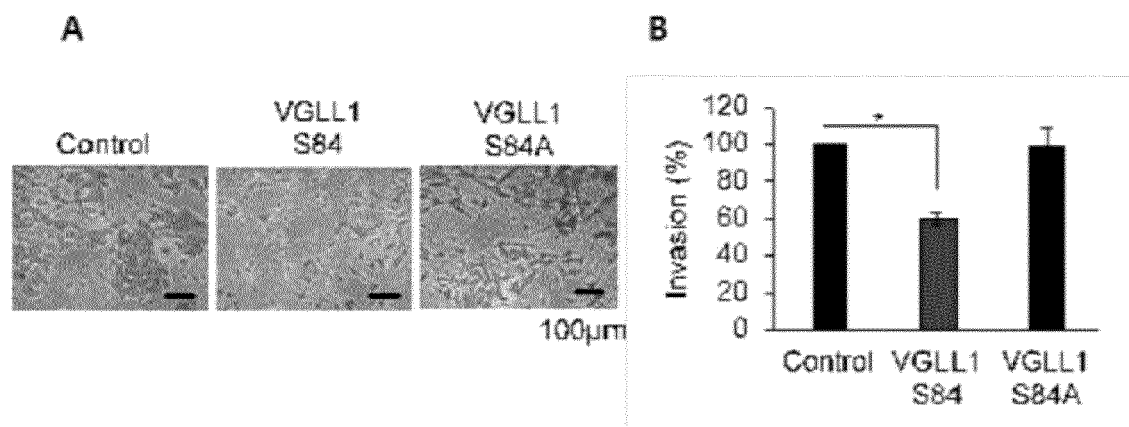 A
B
Control
VGLL1
S84
VGLL1
S84A
100µm
Invasion (%)
120
100
80
60
40
20
0
*
Control
VGLL1
S84
VGLL1
S84A